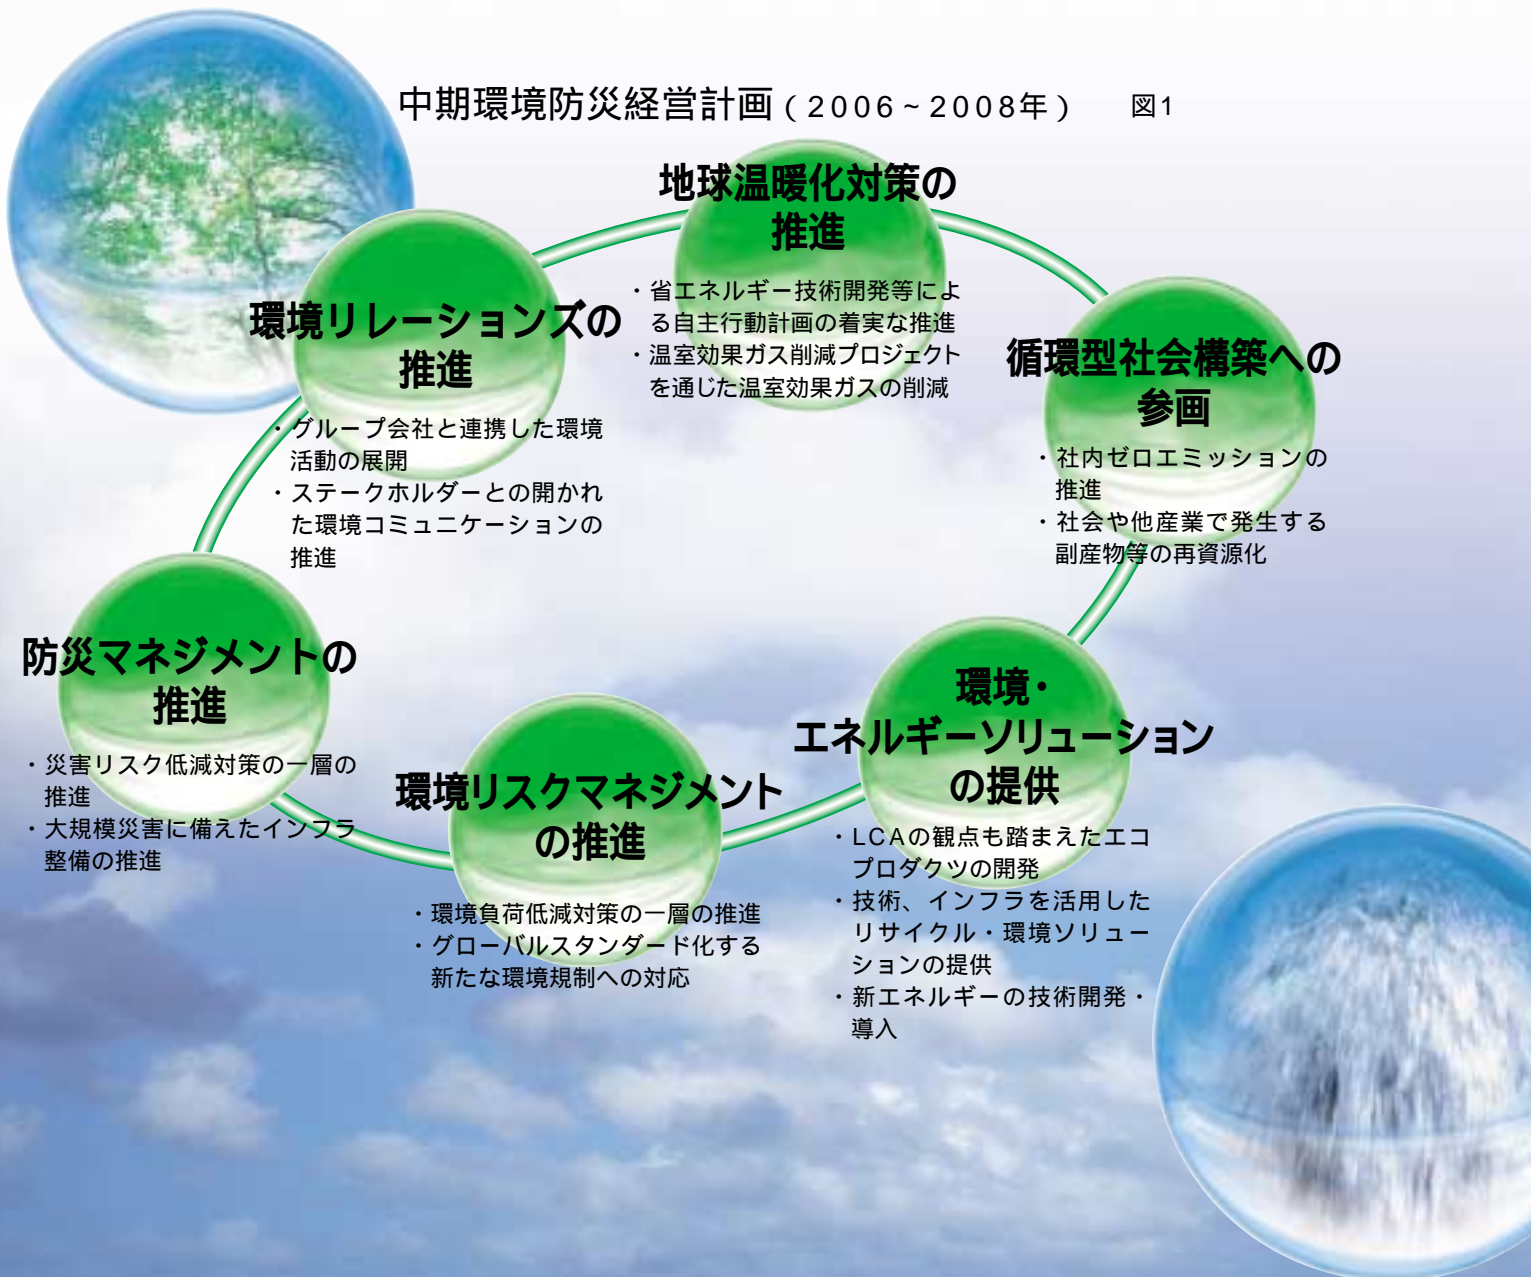 中期環境防災経営計画（2006～2008年）　図1
地球温暖化対策の
推進
・省エネルギー技術開発等によ
る自主行動計画の着実な推進
・温室効果ガス削減プロジェクト
を通じた温室効果ガスの削減
循環型社会構築への
参画
・社内ゼロエミッションの
推進
・社会や他産業で発生する
副産物等の再資源化
環境・
エネルギーソリューション
の提供
・LCAの観点も踏まえたエコ
プロダクツの開発
・技術、インフラを活用した
リサイクル・環境ソリュー
ションの提供
・新エネルギーの技術開発・
導入
環境リスクマネジメント
の推進
・環境負荷低減対策の一層の推進
・グローバルスタンダード化する
新たな環境規制への対応
防災マネジメントの
推進
・災害リスク低減対策の一層の
推進
・大規模災害に備えたインフラ
整備の推進
環境リレーションズの
推進
・グループ会社と連携した環境
活動の展開
・ステークホルダーとの開かれ
た環境コミュニケーションの
推進